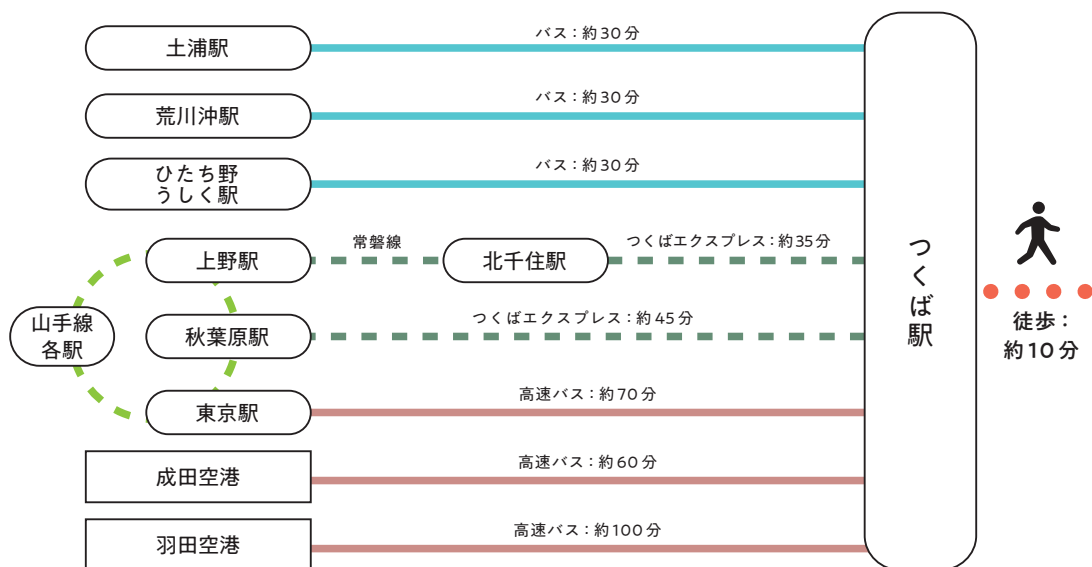 土浦駅
バス：約30分
荒川沖駅
バス：約30分
ひたち野
うしく駅
バス：約30分
上野駅
常磐線
北千住駅
つくばエクスプレス：約35分
山手線
各駅
秋葉原駅
つくばエクスプレス：約45分
東京駅
高速バス：約70分
成田空港
高速バス：約60分
羽田空港
高速バス：約100分
つくば駅
徒歩：
約10分